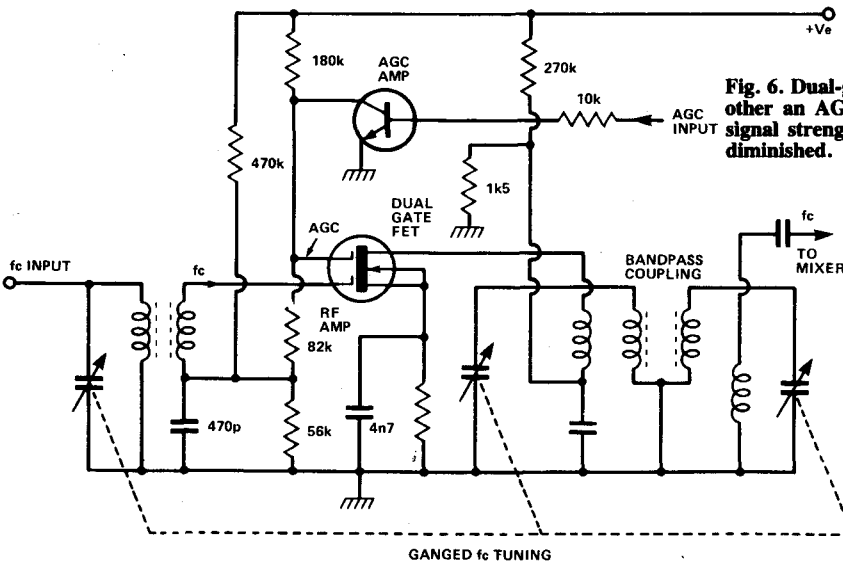 +Ve
180k
AGC
AMP
270k
10k
AGC
INPUT
Fig. 6. Dual-
other an AG
signal streng
diminished.
470k
1k5
DUAL
GATE
FET
AGC
fc INPUT
fc
RF
AMP
BANDPASS
COUPLING
fc
TO
MIXER
82k
470p
56k
4n7
GANGED fc TUNING